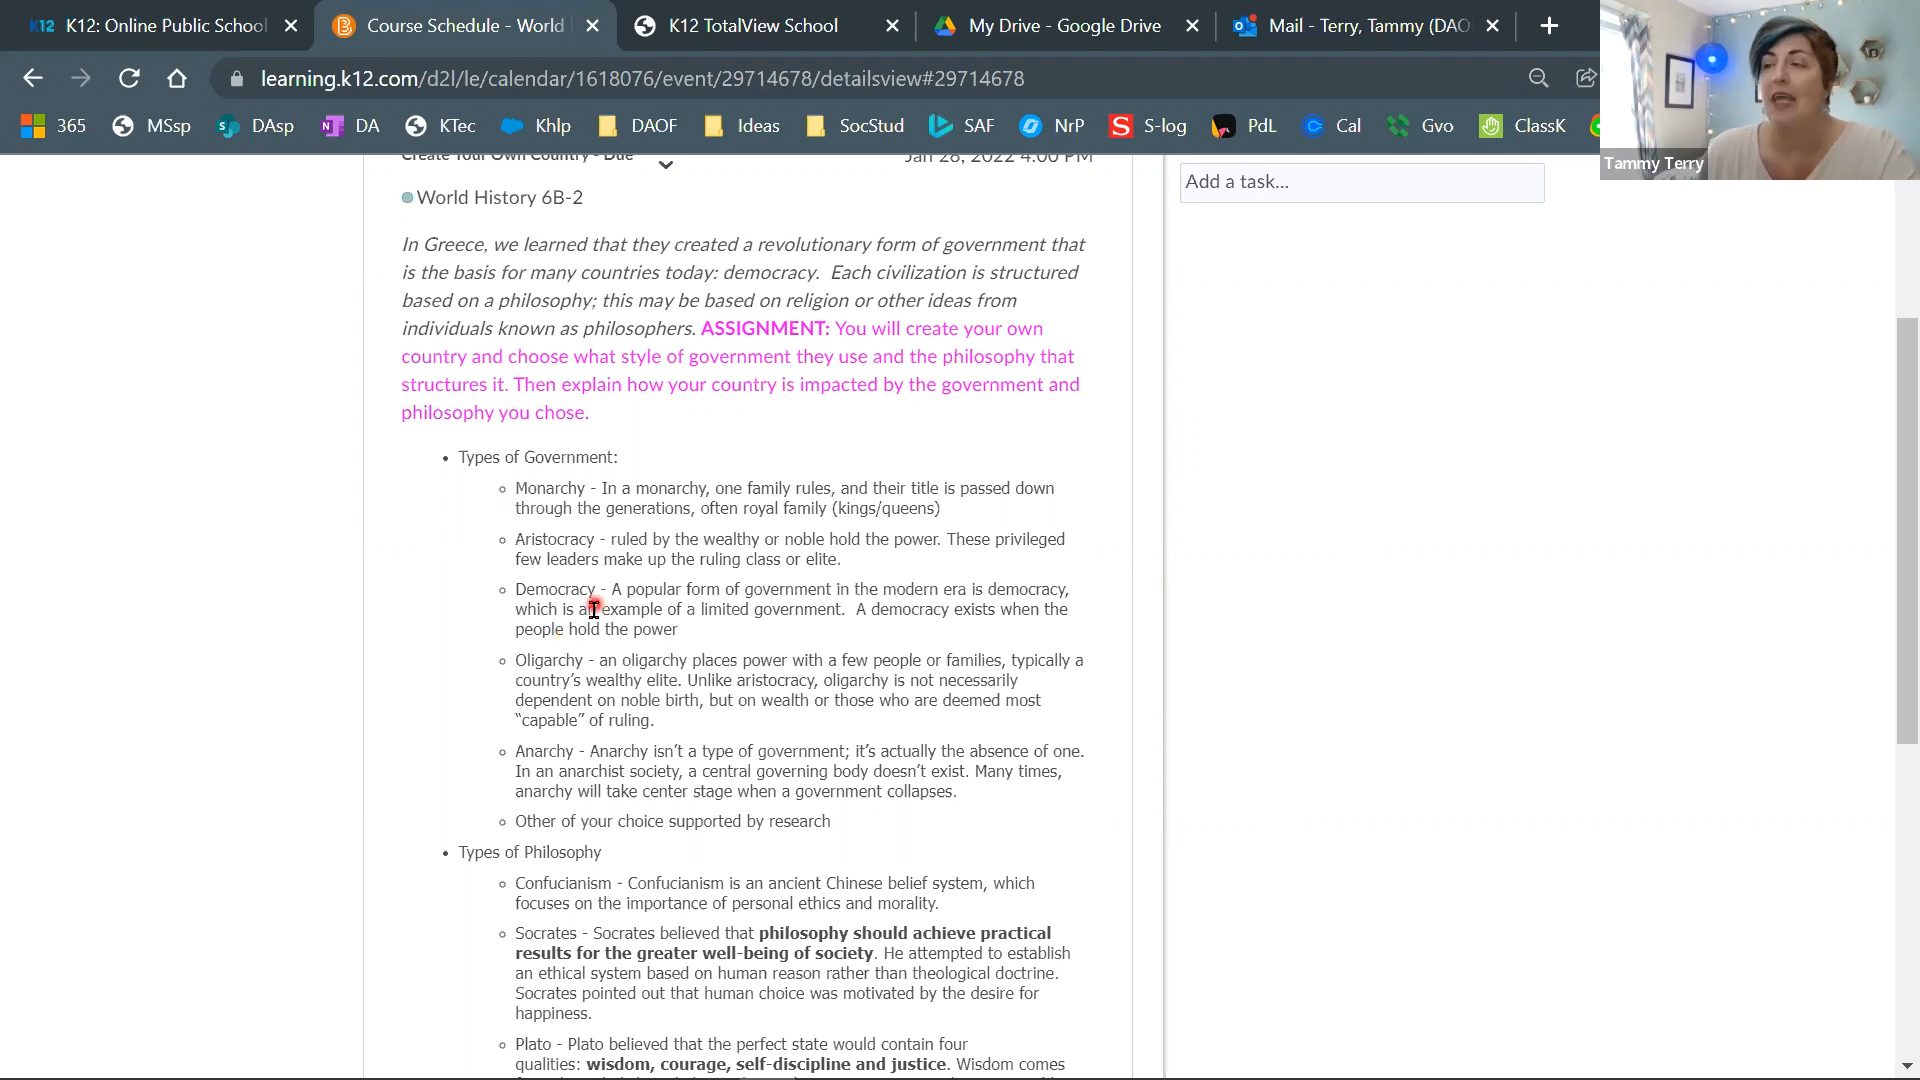 K12: Online Public School
Course Schedule - World
K12 TotalView School
My Drive - Google Drive
Mail - Terry, Tammy (DAO
learning.k12.com/d2l/le/calendar/1618076/event/29714678/detailsview#29714678
365 MSsp DAsp DA KTec Khlp DAOF Ideas SocStud SAF NrP S-log PdL Cal Gvo ClassK
Tammy Terry
Create Your Own Country - Due
Jan 28, 2022 4:00 PM
Add a task...
World History 6B-2
In Greece, we learned that they created a revolutionary form of government that
is the basis for many countries today: democracy.  Each civilization is structured
based on a philosophy; this may be based on religion or other ideas from
individuals known as philosophers. ASSIGNMENT: You will create your own
country and choose what style of government they use and the philosophy that
structures it. Then explain how your country is impacted by the government and
philosophy you chose.
• Types of Government:
◦ Monarchy - In a monarchy, one family rules, and their title is passed down
through the generations, often royal family (kings/queens)
◦ Aristocracy - ruled by the wealthy or noble hold the power. These privileged
few leaders make up the ruling class or elite.
◦ Democracy - A popular form of government in the modern era is democracy,
which is an example of a limited government.  A democracy exists when the
people hold the power
◦ Oligarchy - an oligarchy places power with a few people or families, typically a
country’s wealthy elite. Unlike aristocracy, oligarchy is not necessarily
dependent on noble birth, but on wealth or those who are deemed most
“capable” of ruling.
◦ Anarchy - Anarchy isn’t a type of government; it’s actually the absence of one.
In an anarchist society, a central governing body doesn’t exist. Many times,
anarchy will take center stage when a government collapses.
◦ Other of your choice supported by research
• Types of Philosophy
◦ Confucianism - Confucianism is an ancient Chinese belief system, which
focuses on the importance of personal ethics and morality.
◦ Socrates - Socrates believed that philosophy should achieve practical
results for the greater well-being of society. He attempted to establish
an ethical system based on human reason rather than theological doctrine.
Socrates pointed out that human choice was motivated by the desire for
happiness.
◦ Plato - Plato believed that the perfect state would contain four
qualities: wisdom, courage, self-discipline and justice. Wisdom comes